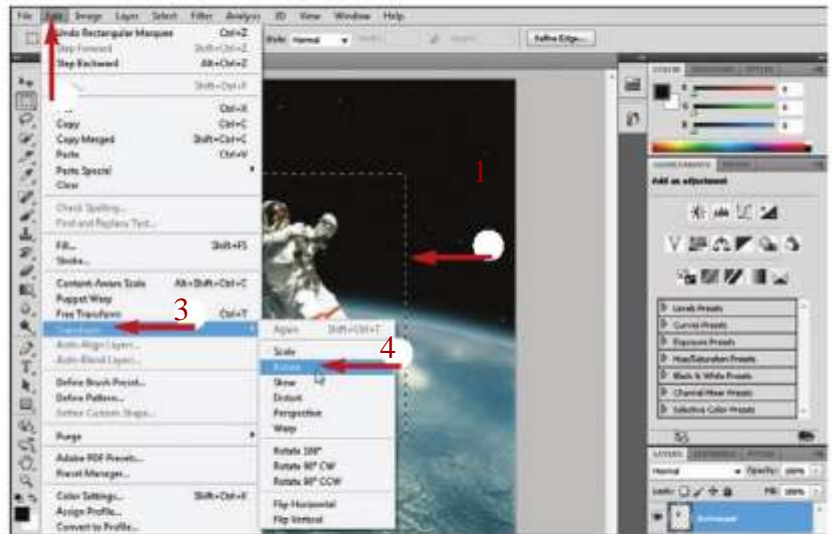 File Edit Image Layer Select Filter Analysis 3D View Window Help
Undo Rectangular Marquee Ctrl+Z
Step Forward Shift+Ctrl+Z
Step Backward Alt+Ctrl+Z
Shift+Ctrl+F
Ctrl+X
Copy Ctrl+C
Copy Merged Shift+Ctrl+C
Paste Ctrl+V
Paste Special
Clear
Check Spelling...
Find and Replace Text...
Fill... Shift+F5
Stroke...
Content-Aware Scale Alt+Shift+Ctrl+C
Puppet Warp
Free Transform Ctrl+T
Transform
Auto-Align Layers...
Auto-Blend Layers...
Define Brush Preset...
Define Pattern...
Define Custom Shape...
Purge
Adobe PDF Presets...
Preset Manager...
Color Settings... Shift+Ctrl+K
Assign Profile...
Convert to Profile...
3
Again Shift+Ctrl+T
Scale
Rotate
Skew
Distort
Perspective
Warp
Rotate 180°
Rotate 90° CW
Rotate 90° CCW
Flip Horizontal
Flip Vertical
4
1
Style: Normal
Refine Edge...
COLOR
Add an adjustment
Levels Presets
Curves Presets
Exposure Presets
Hue/Saturation Presets
Black & White Presets
Channel Mixer Presets
Selective Color Presets
LAYERS
Normal Opacity: 100%
Lock: Fill: 100%